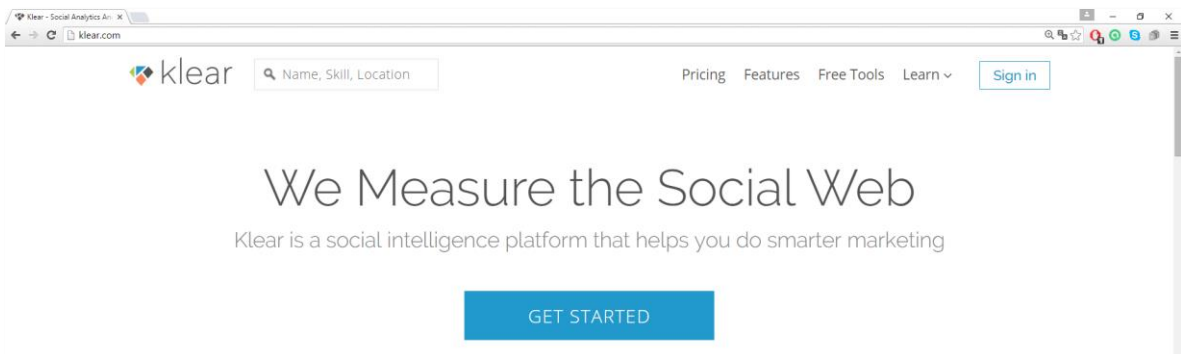 Klear - Social Analytics An
klear.com
klear
Name, Skill, Location
Pricing Features Free Tools Learn
Sign in
We Measure the Social Web
Klear is a social intelligence platform that helps you do smarter marketing
GET STARTED